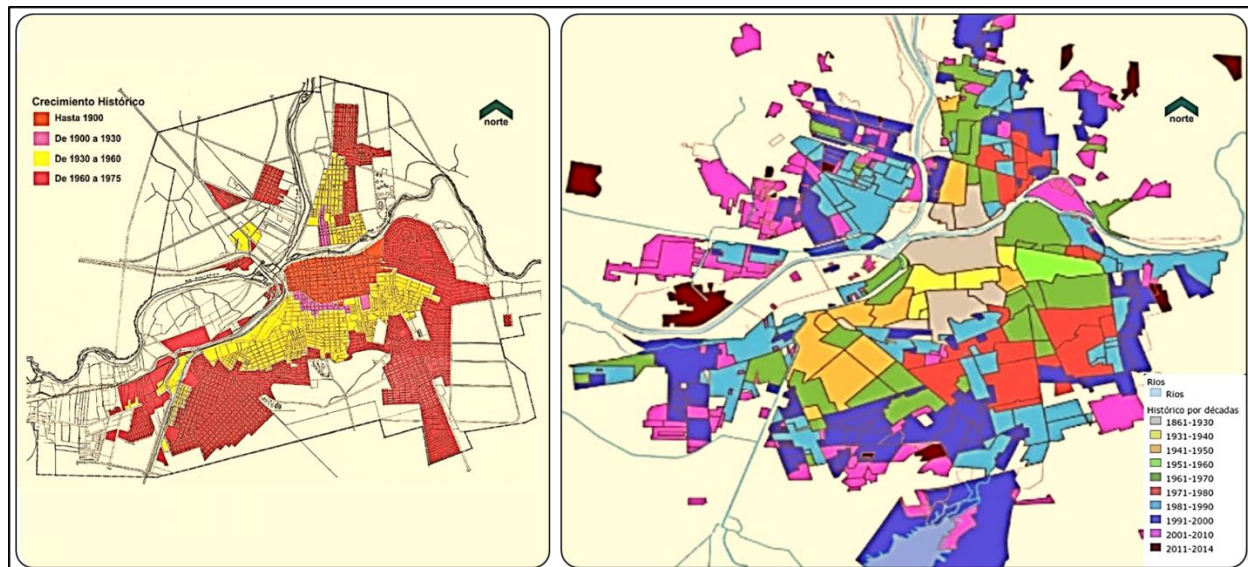 Crecimiento Histórico
Hasta 1900
De 1900 a 1930
De 1930 a 1960
De 1960 a 1975
norte
norte
Rios
Rios
Histórico por décadas
1861-1930
1931-1940
1941-1950
1951-1960
1961-1970
1971-1980
1981-1990
1991-2000
2001-2010
2011-2014